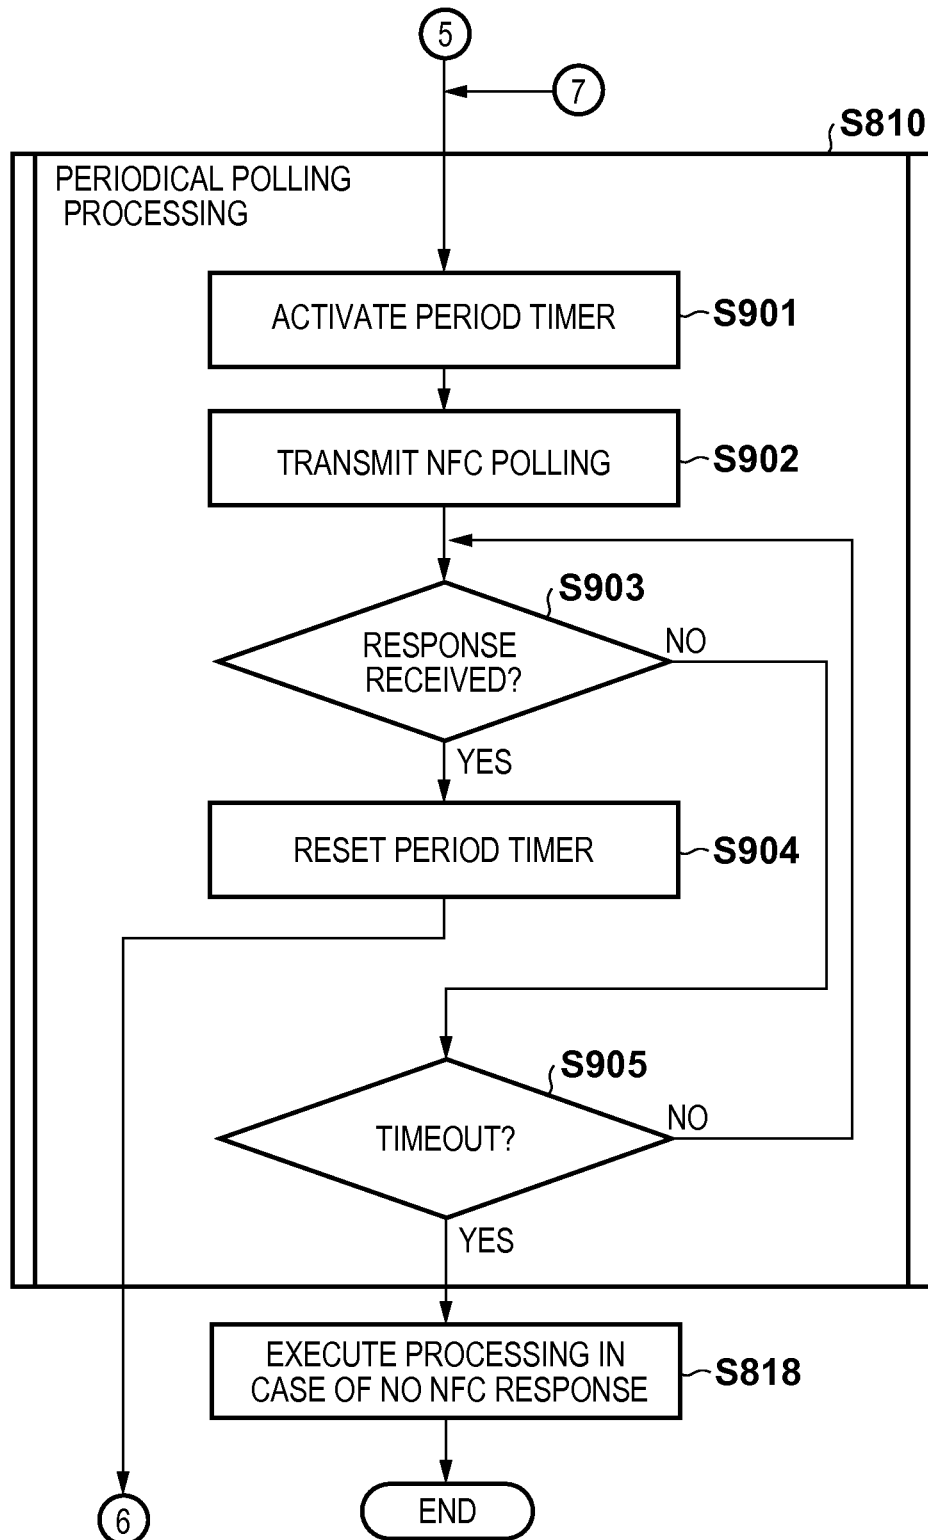 5
7
S810
PERIODICAL POLLING
PROCESSING
ACTIVATE PERIOD TIMER
S901
TRANSMIT NFC POLLING
S902
S903
RESPONSE
RECEIVED?
NO
YES
RESET PERIOD TIMER
S904
S905
TIMEOUT?
NO
YES
EXECUTE PROCESSING IN
CASE OF NO NFC RESPONSE
S818
6
END